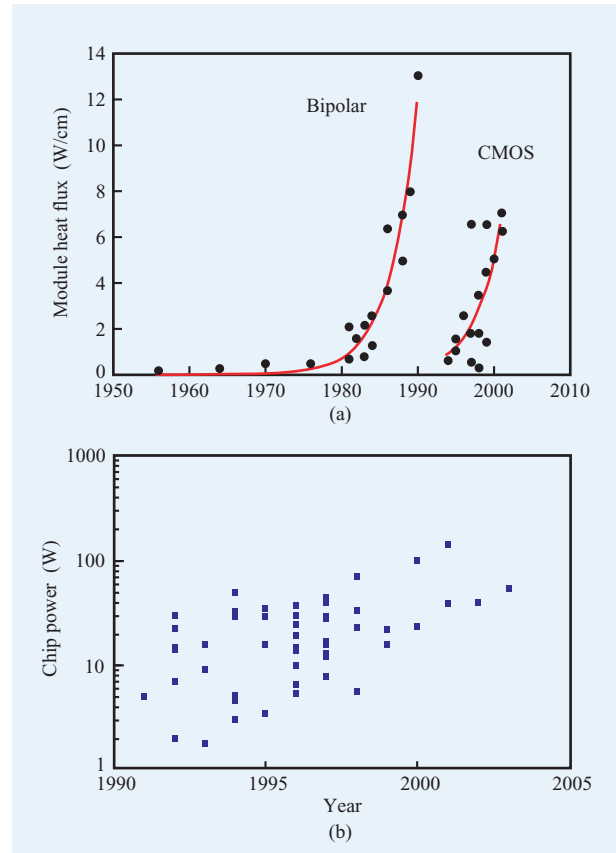 14
12
10
8
6
4
2
0
Module heat flux (W/cm)
Bipolar
CMOS
1950 1960 1970 1980 1990 2000 2010
(a)
1000
100
10
1
Chip power (W)
1990 1995 2000 2005
Year
(b)